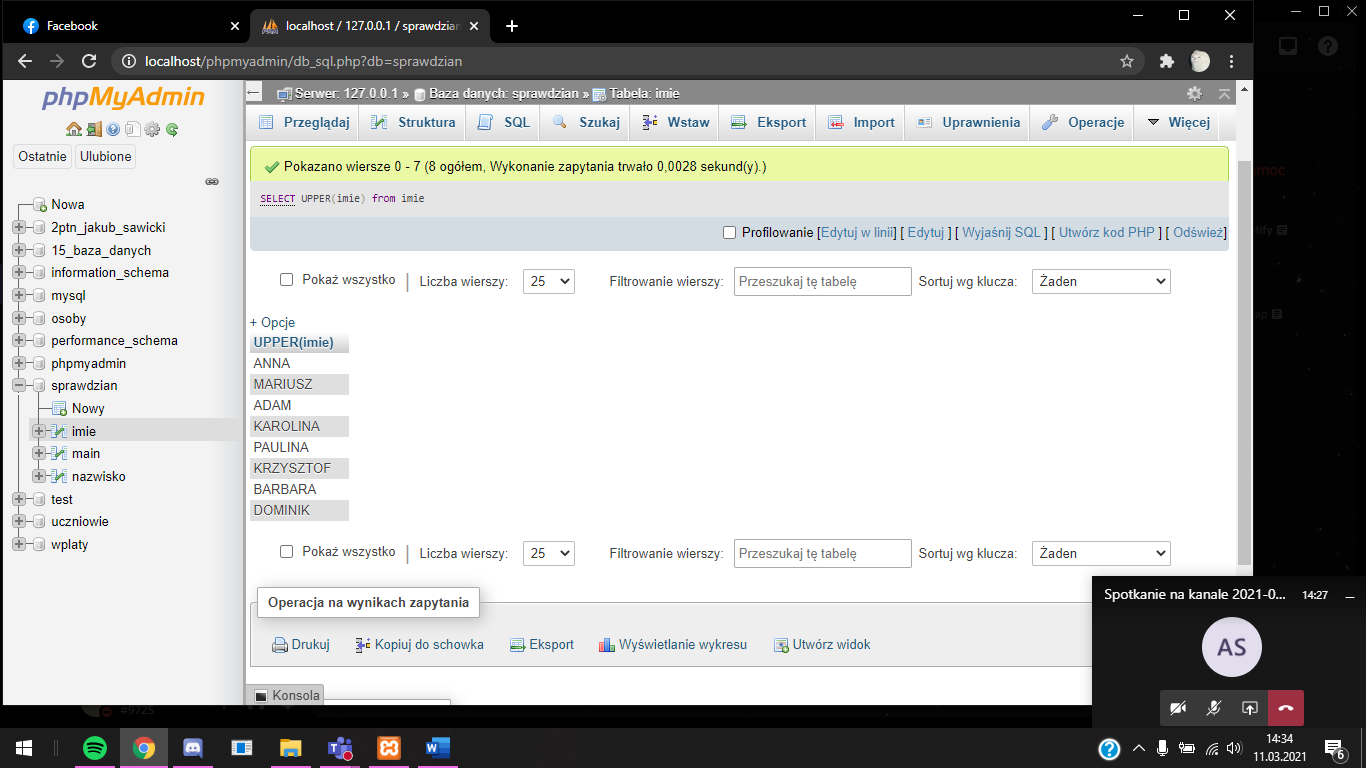 Facebook
localhost / 127.0.0.1 / sprawdzian
localhost/phpmyadmin/db_sql.php?db=sprawdzian
phpMyAdmin
Ostatnie Ulubione
Nowa
2ptn_jakub_sawicki
15_baza_danych
information_schema
mysql
osoby
performance_schema
phpmyadmin
sprawdzian
Nowy
imie
main
nazwisko
test
uczniowie
wplaty
Serwer: 127.0.0.1 » Baza danych: sprawdzian » Tabela: imie
Przeglądaj Struktura SQL Szukaj Wstaw Eksport Import Uprawnienia Operacje Więcej
Pokazano wiersze 0 - 7 (8 ogółem, Wykonanie zapytania trwało 0,0028 sekund(y).)
SELECT UPPER(imie) from imie
Profilowanie [Edytuj w linii] [ Edytuj ] [ Wyjaśnij SQL ] [ Utwórz kod PHP ] [ Odśwież]
Pokaż wszystko | Liczba wierszy: 25 Filtrowanie wierszy: Przeszukaj tę tabelę Sortuj wg klucza: Żaden
+ Opcje
UPPER(imie)
ANNA
MARIUSZ
ADAM
KAROLINA
PAULINA
KRZYSZTOF
BARBARA
DOMINIK
Pokaż wszystko | Liczba wierszy: 25 Filtrowanie wierszy: Przeszukaj tę tabelę Sortuj wg klucza: Żaden
Operacja na wynikach zapytania
Drukuj Kopiuj do schowka Eksport Wyświetlanie wykresu Utwórz widok
Konsola
#9725
Spotkanie na kanale 2021-0... 14:27
AS
14:34
11.03.2021
6